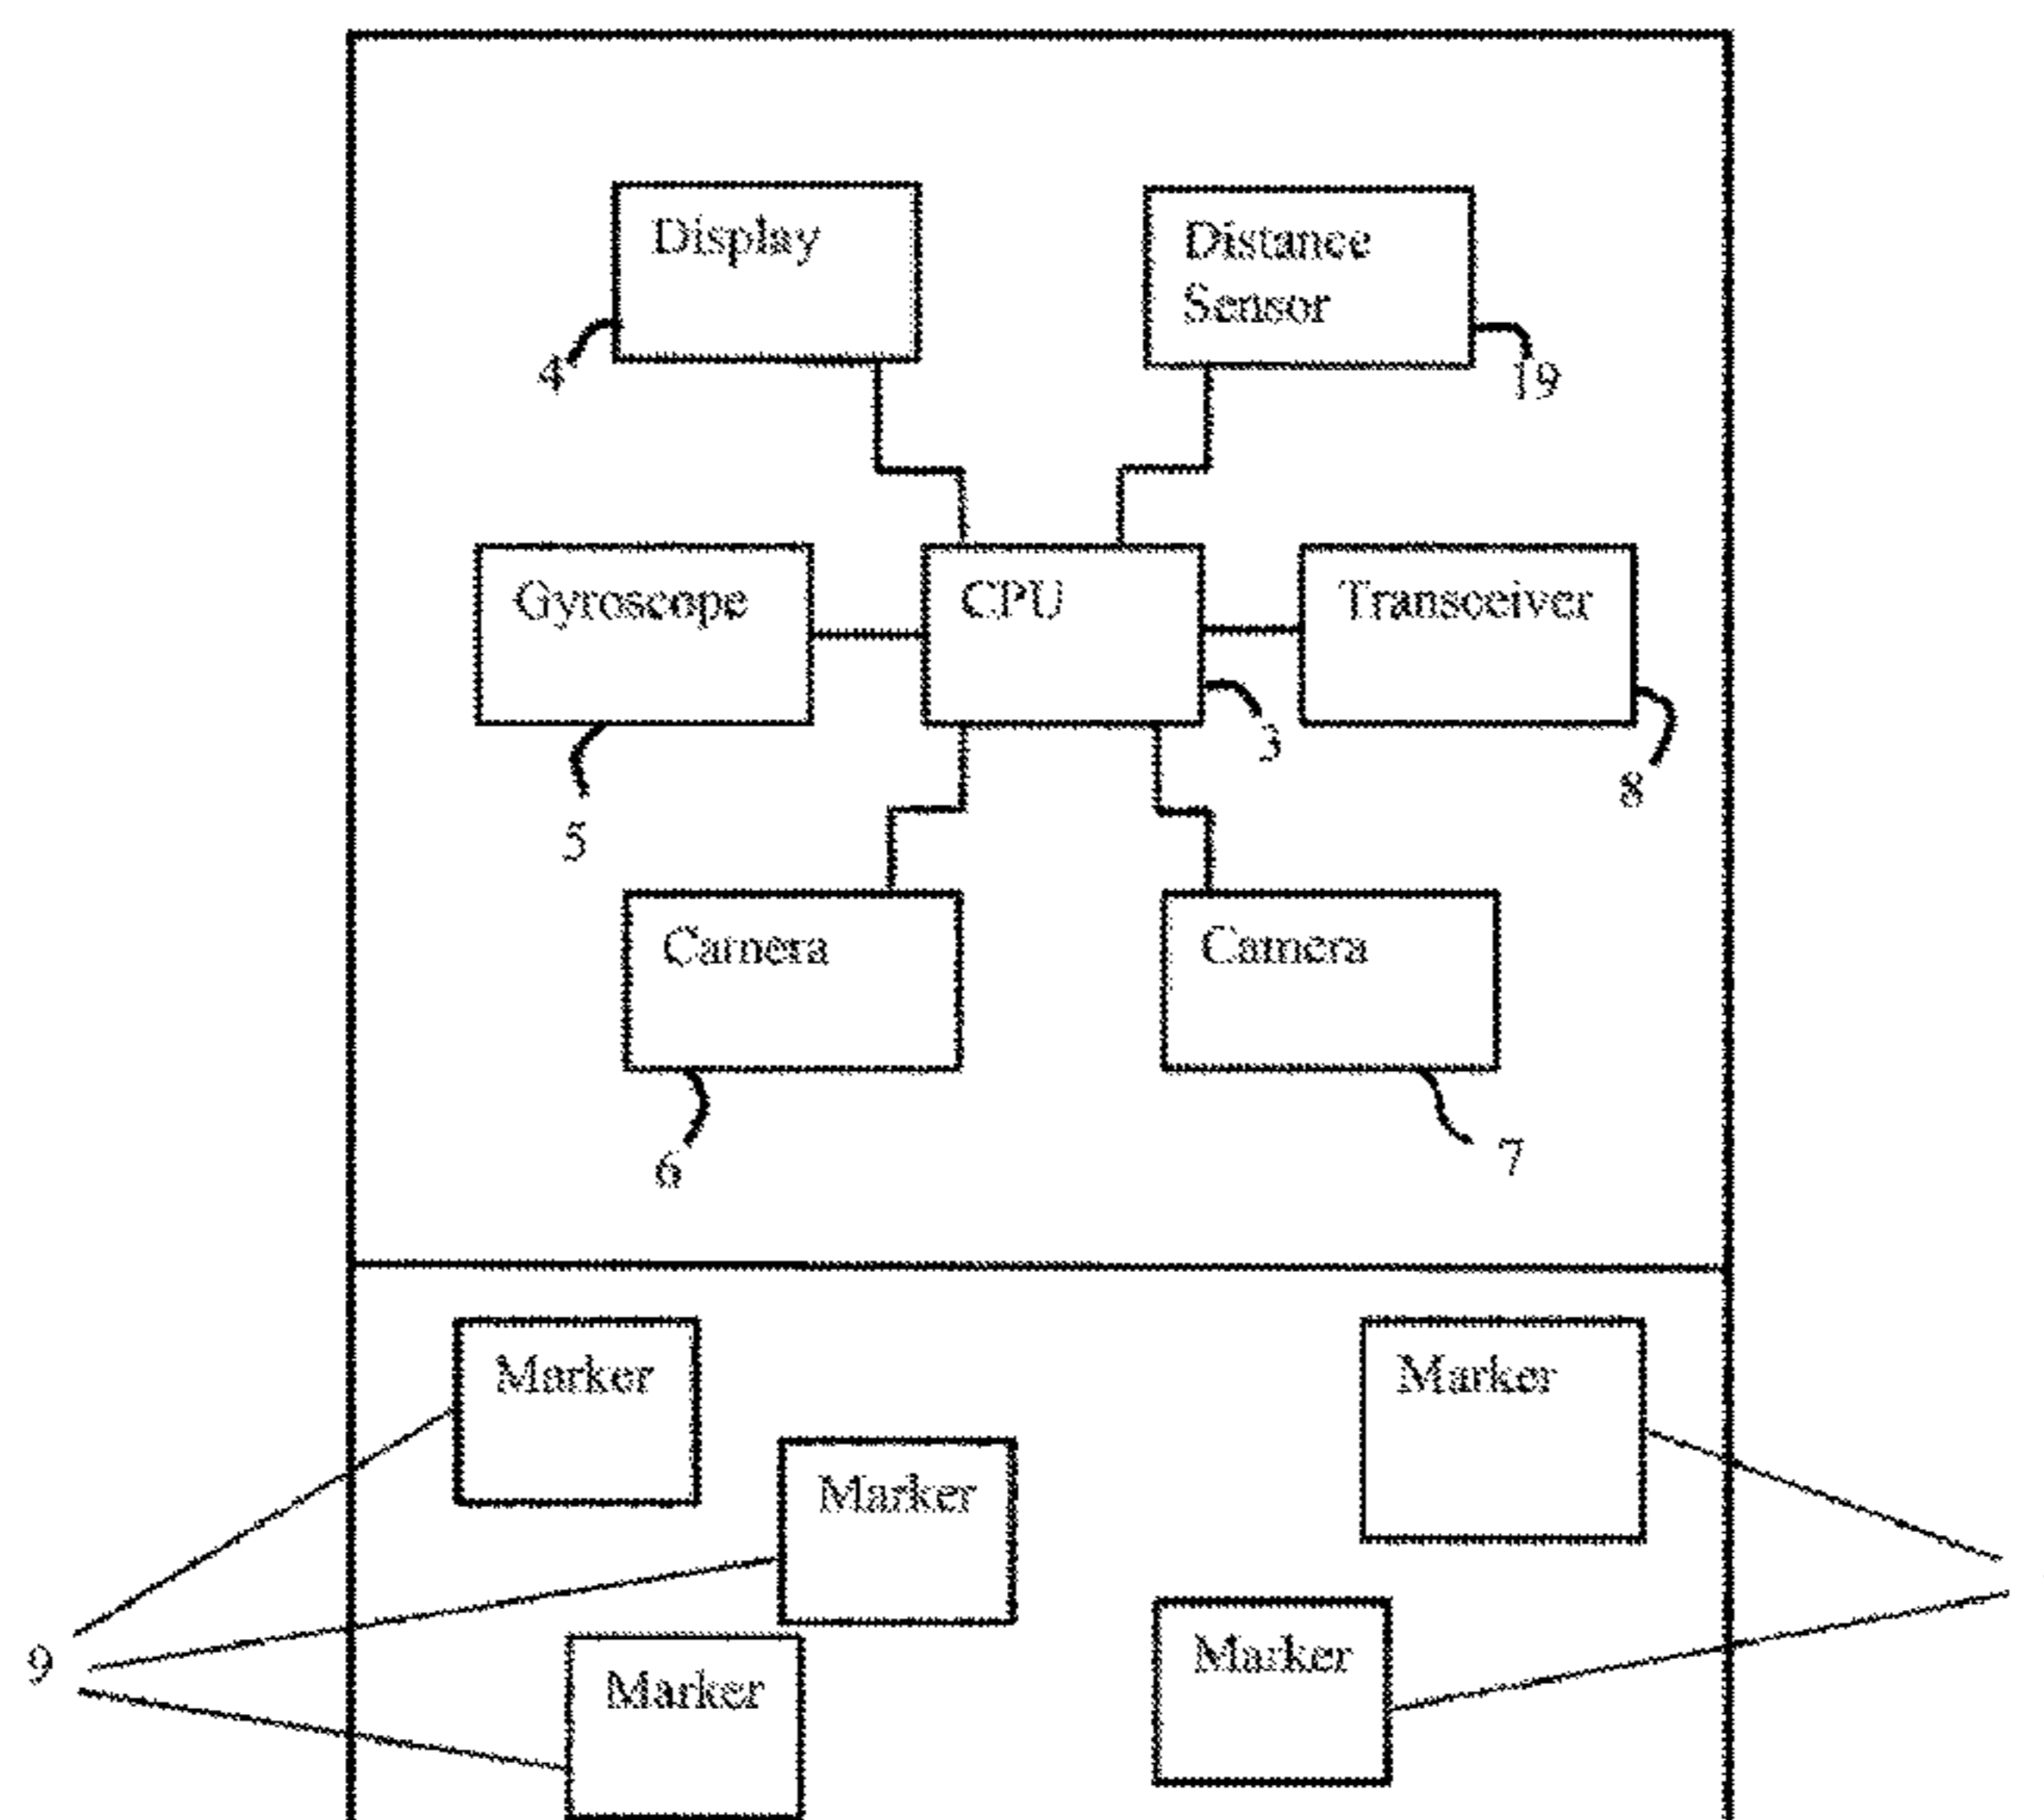 Display
Distance
Sensor
4
19
Gyroscope
CPU
Transceiver
3
8
5
Camera
Camera
6
7
Marker
Marker
Marker
Marker
9
Marker